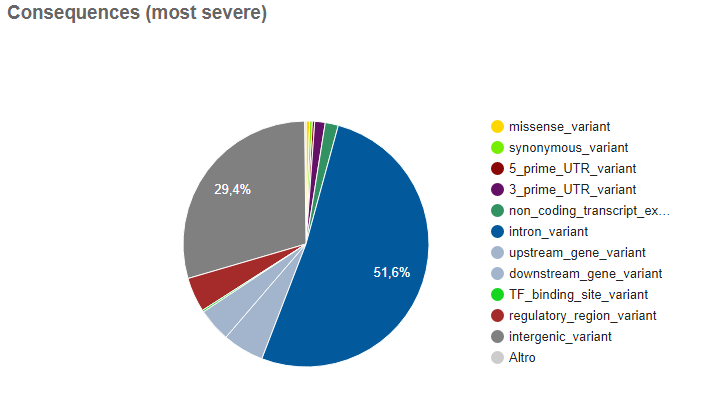 Consequences (most severe)
29,4%
51,6%
missense_variant
synonymous_variant
5_prime_UTR_variant
3_prime_UTR_variant
non_coding_transcript_ex…
intron_variant
upstream_gene_variant
downstream_gene_variant
TF_binding_site_variant
regulatory_region_variant
intergenic_variant
Altro